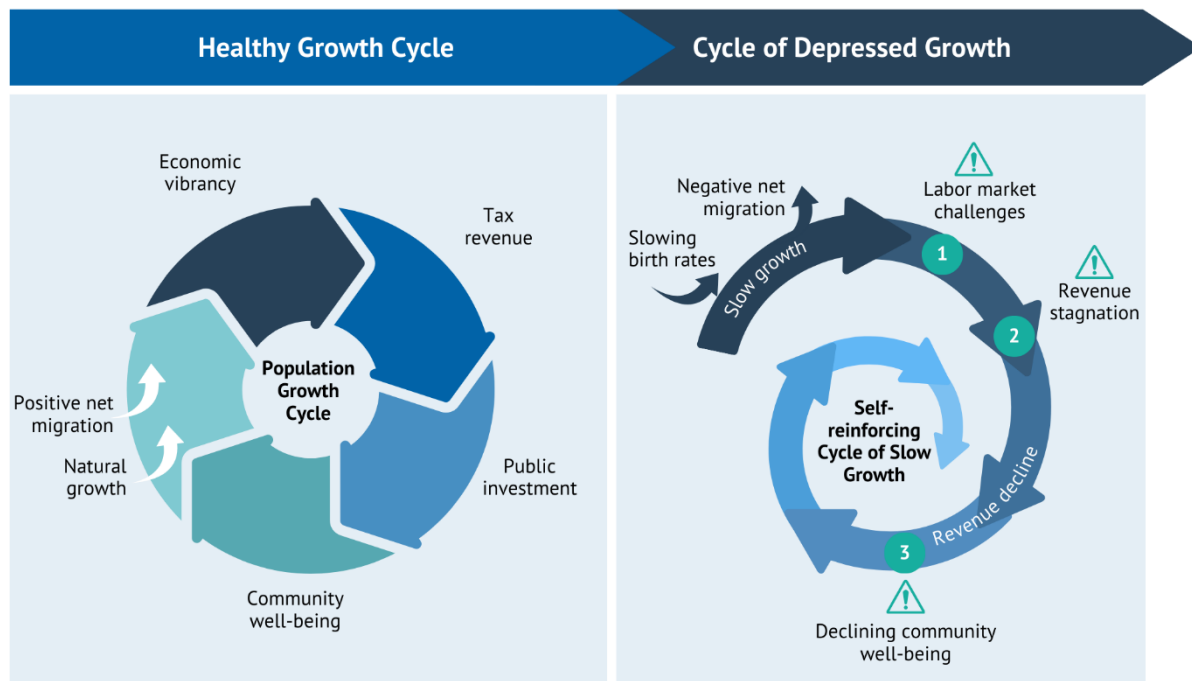 Healthy Growth Cycle
Cycle of Depressed Growth
Economic
vibrancy
Tax
revenue
Population
Growth
Cycle
Positive net
migration
Natural
growth
Public
investment
Community
well-being
Negative net
migration
Slowing
birth rates
Slow growth
Labor market
challenges
1
Revenue
stagnation
2
Self-
reinforcing
Cycle of Slow
Growth
Revenue decline
3
Declining community
well-being